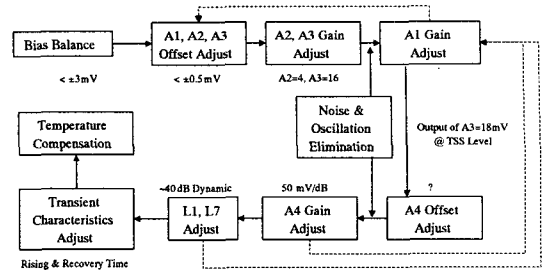 Bias Balance
A1, A2, A3
Offset Adjust
A2, A3 Gain
Adjust
A1 Gain
Adjust
< ±3mV
< ±0.5mV
A2=4, A3=16
Temperature
Compensation
Noise &
Oscillation
Elimination
Output of A3=18mV
@ TSS Level
~40dB Dynamic
50 mV/dB
?
Transient
Characteristics
Adjust
L1, L7
Adjust
A4 Gain
Adjust
A4 Offset
Adjust
Rising & Recovery Time